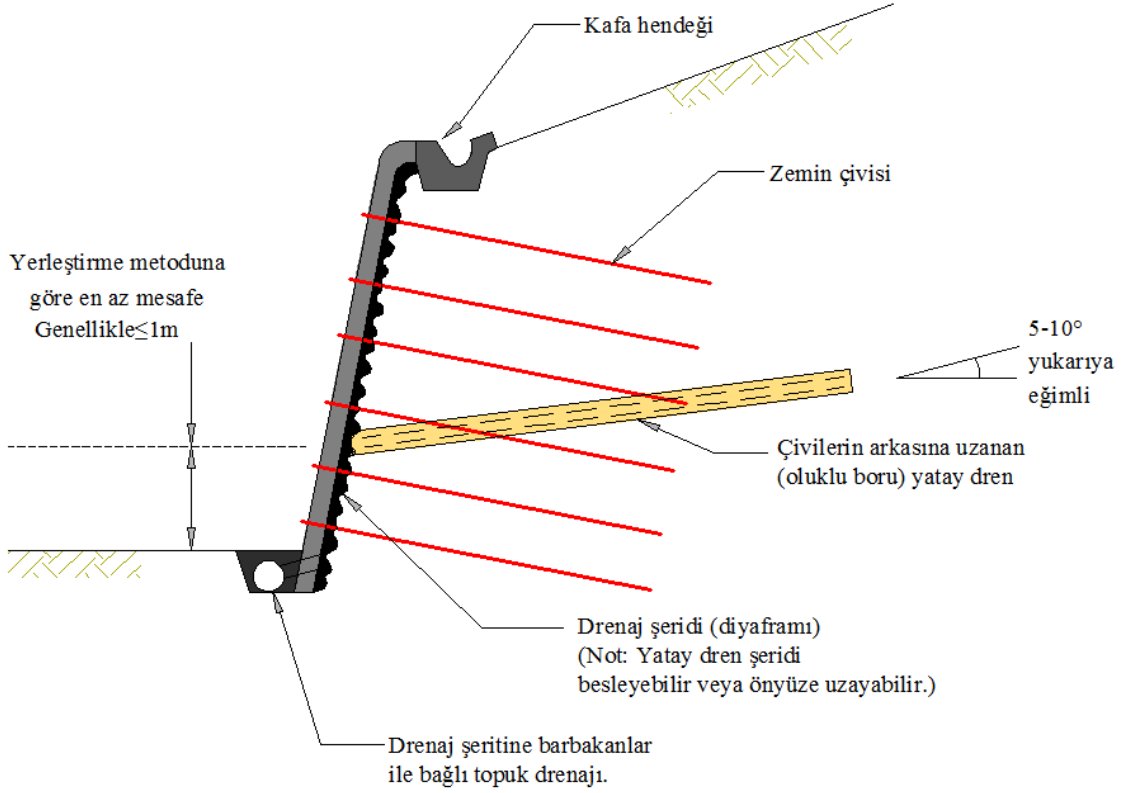 Kafa hendeği
Zemin çivisi
Yerleştirme metoduna
göre en az mesafe
Genellikle≤1m
5-10°
yukarıya
eğimli
Çivilerin arkasına uzanan
(oluklu boru) yatay dren
Drenaj şeridi (diyaframı)
(Not: Yatay dren şeridi
besleyebilir veya önyüze uzayabilir.)
Drenaj şeritine barbakanlar
ile bağlı topuk drenajı.